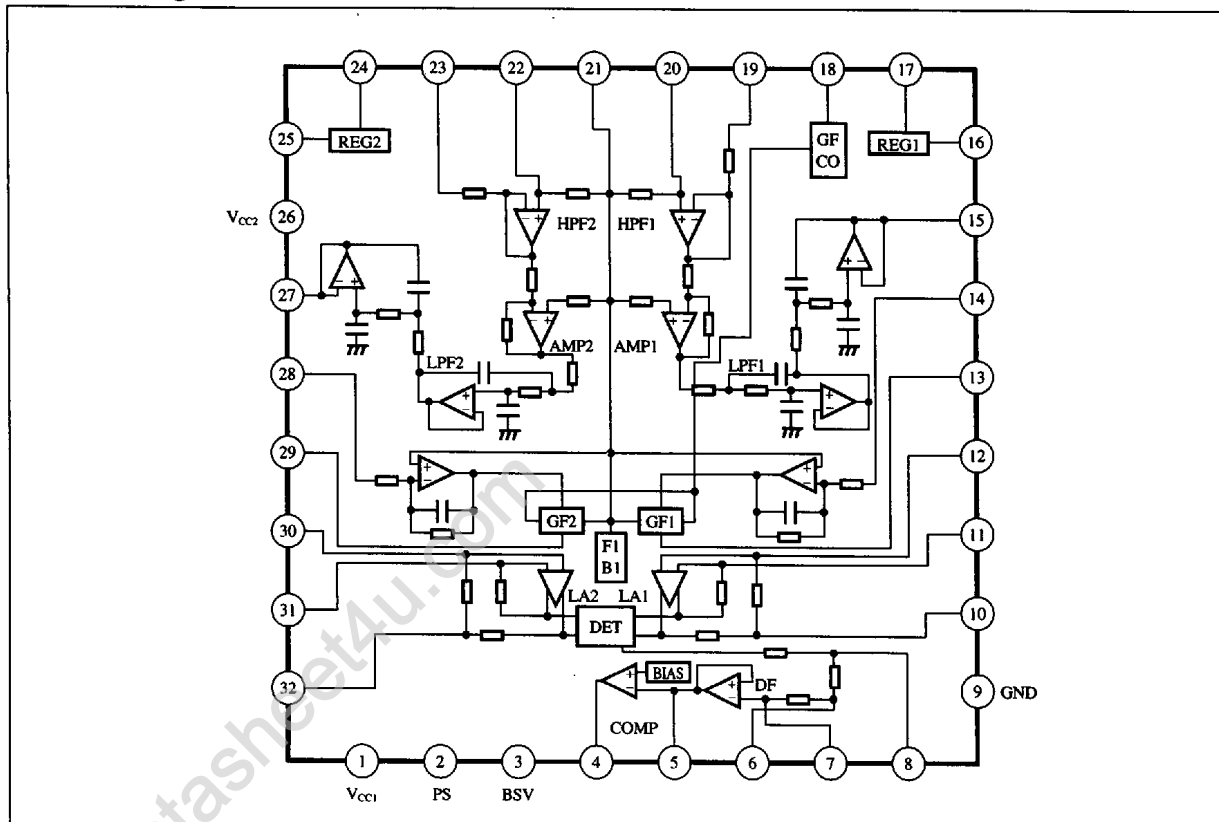 24 23 22 21 20 19 18 17
25 REG2 GF CO REG1 16
VCC2 26 HPF2 HPF1 15
27 14
AMP2 AMP1
28 LPF2 LPF1 13
29 12
GF2 GF1
30 F1 B1 11
31 LA2 LA1
DET 10
32 BIAS DF 9 GND
COMP
1 2 3 4 5 6 7 8
VCC1 PS BSV